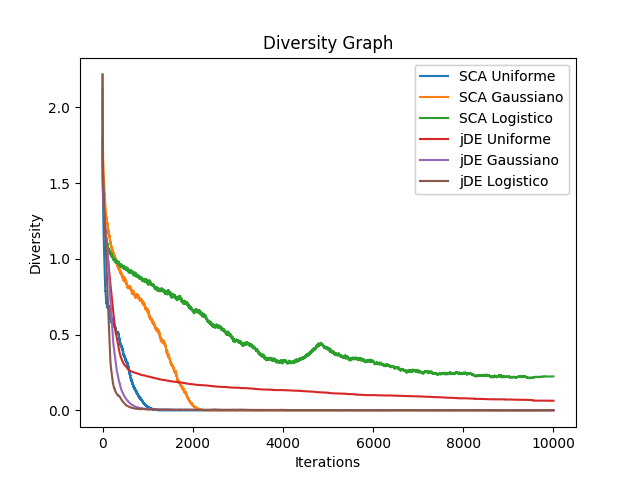 Diversity Graph
SCA Uniforme
SCA Gaussiano
SCA Logistico
jDE Uniforme
jDE Gaussiano
jDE Logistico
Diversity
2.0
1.5
1.0
0.5
0.0
0 2000 4000 6000 8000 10000
Iterations